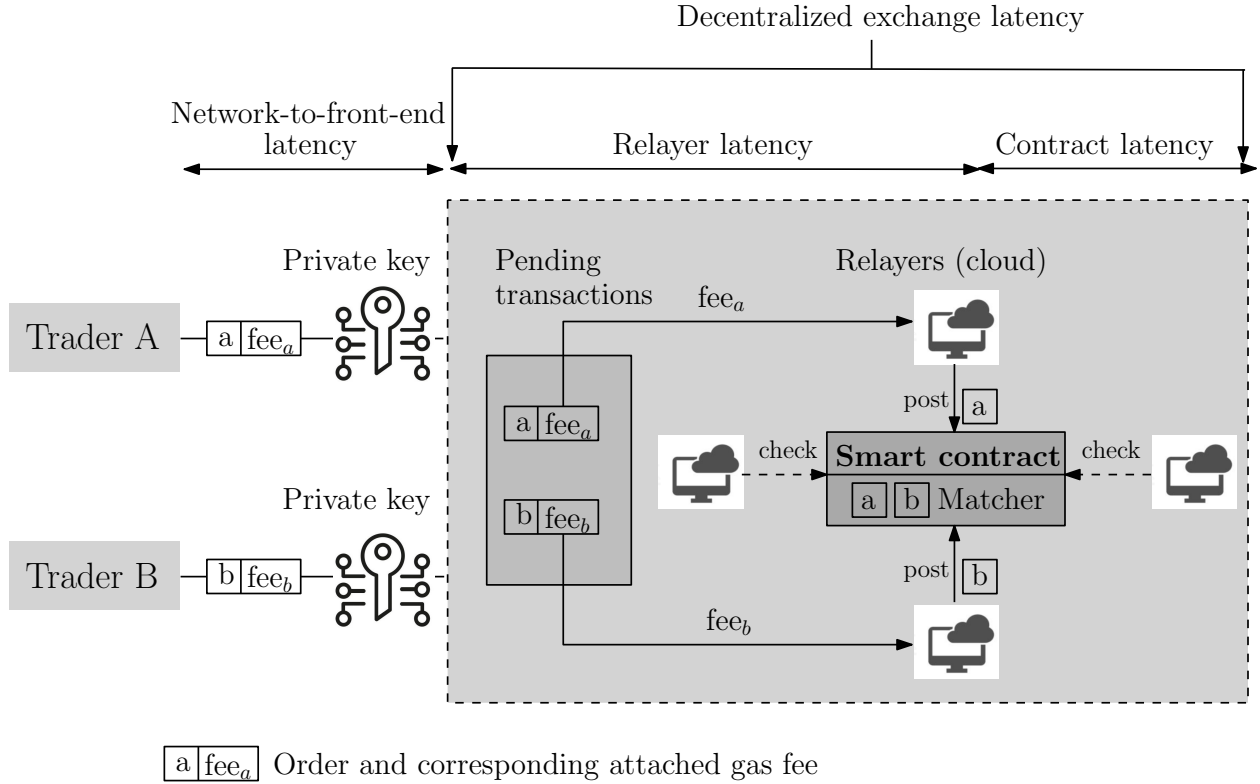 Decentralized exchange latency
Network-to-front-end
latency
Relayer latency
Contract latency
Private key
Pending
transactions
Relayers (cloud)
fee_a
Trader A
a fee_a
a fee_a
post a
check
Smart contract
check
a b Matcher
Private key
b fee_b
Trader B
b fee_b
post b
fee_b
a fee_a Order and corresponding attached gas fee